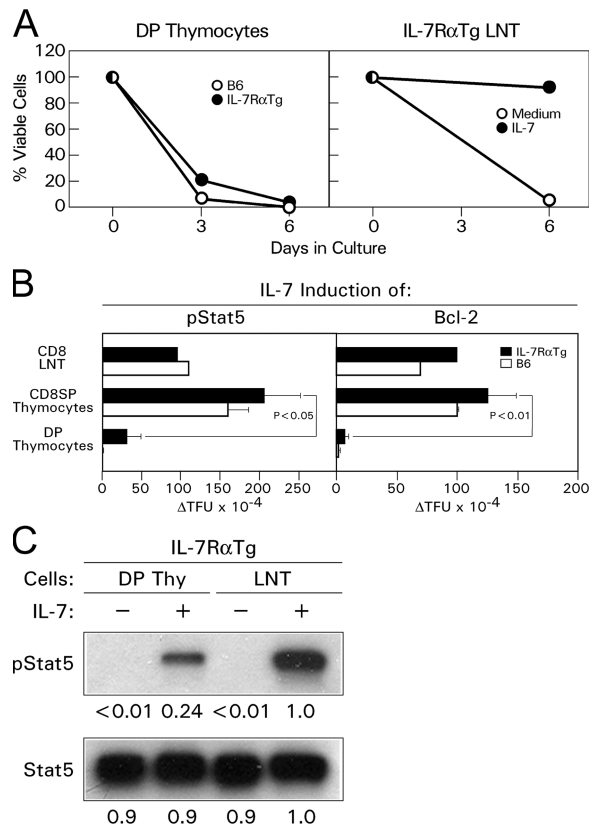 A
DP Thymocytes
IL-7RαTg LNT
% Viable Cells
120
100
80
60
40
20
0
B6
IL-7RαTg
Medium
IL-7
0 3 6 0 3 6
Days in Culture
B
IL-7 Induction of:
pStat5
Bcl-2
CD8
LNT
CD8SP
Thymocytes
DP
Thymocytes
IL-7RαTg
B6
P<0.05
P<0.01
0 50 100 150 200 250 0 50 100 150 200
ΔTFU x 10-4
ΔTFU x 10-4
C
IL-7RαTg
Cells: DP Thy LNT
IL-7: − + − +
pStat5
<0.01 0.24 <0.01 1.0
Stat5
0.9 0.9 0.9 1.0